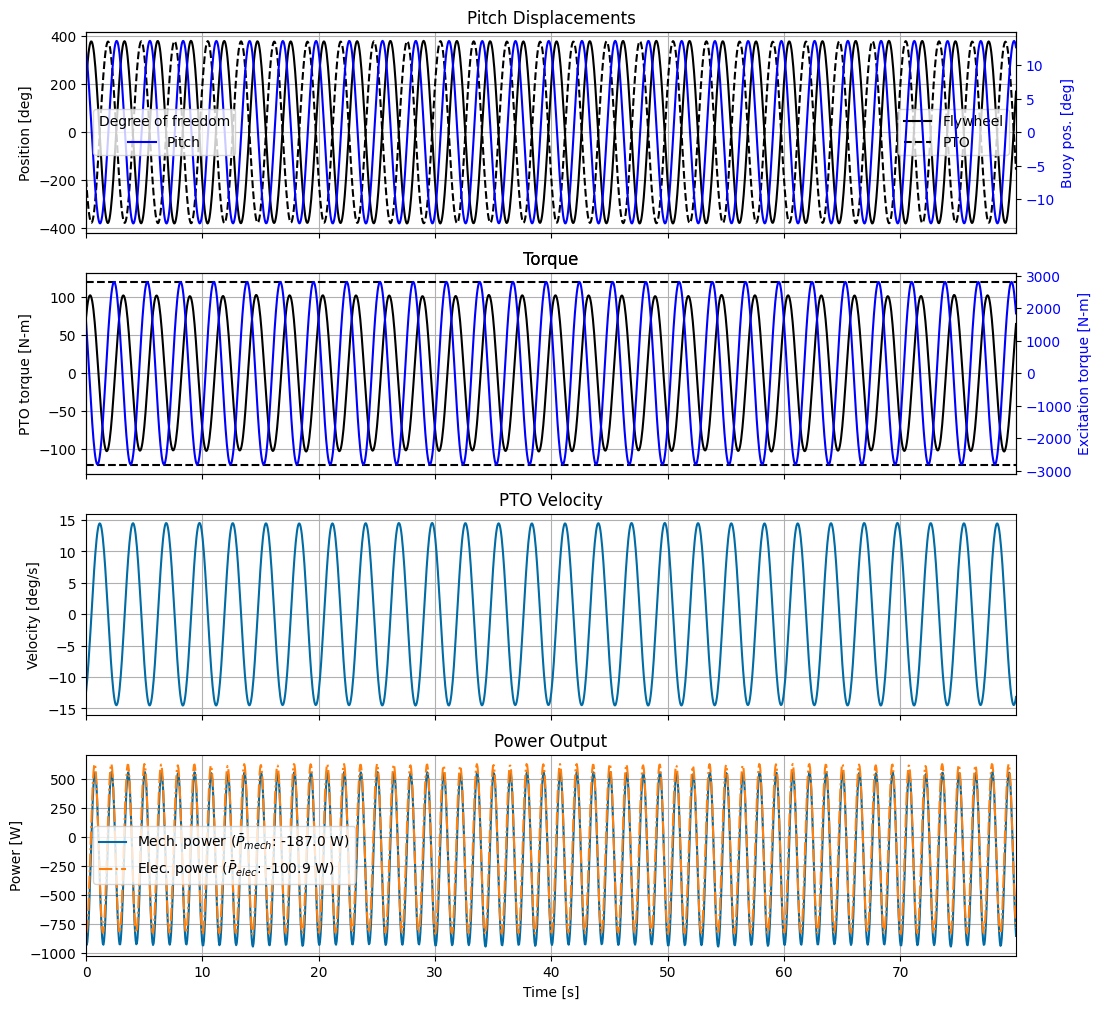 Pitch Displacements
Position [deg]
400
200
0
−200
−400
Degree of freedom
Pitch
Flywheel
PTO
10
5
0
−5
−10
Buoy pos. [deg]
Torque
PTO torque [N-m]
100
50
0
−50
−100
3000
2000
1000
0
−1000
−2000
−3000
Excitation torque [N-m]
PTO Velocity
Velocity [deg/s]
15
10
5
0
−5
−10
−15
Power Output
Power [W]
500
250
0
−250
−500
−750
−1000
Mech. power (P̄mech: -187.0 W)
Elec. power (P̄elec: -100.9 W)
0 10 20 30 40 50 60 70
Time [s]